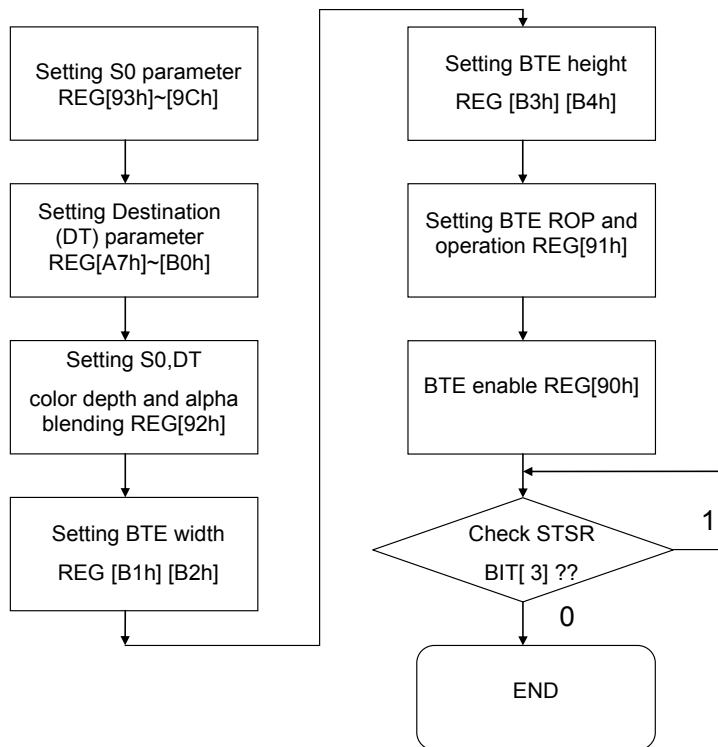 Setting S0 parameter
REG[93h]~[9Ch]
Setting Destination
(DT) parameter
REG[A7h]~[B0h]
Setting S0,DT
color depth and alpha
blending REG[92h]
Setting BTE width
REG [B1h] [B2h]
Setting BTE height
REG [B3h] [B4h]
Setting BTE ROP and
operation REG[91h]
BTE enable REG[90h]
Check STSR
BIT[ 3] ??
1
0
END